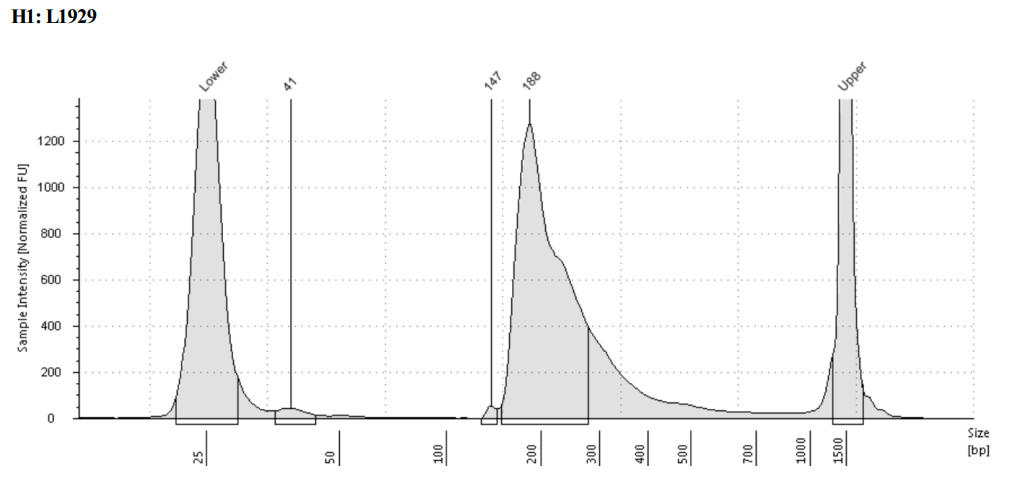 H1: L1929
Lower 41 147 188 Upper
Sample Intensity [Normalized FU]
1200
1000
800
600
400
200
0
25 50 100 200 300 400 500 700 1000 1500
Size
[bp]